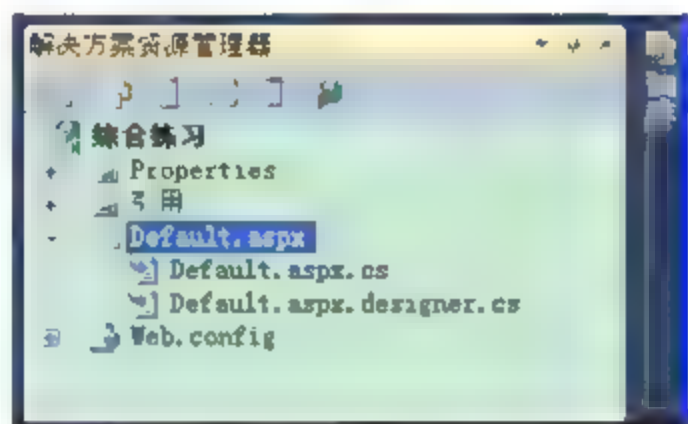 解决方案资源管理器
综合练习
Properties
引用
Default.aspx
Default.aspx.cs
Default.aspx.designer.cs
Web.config